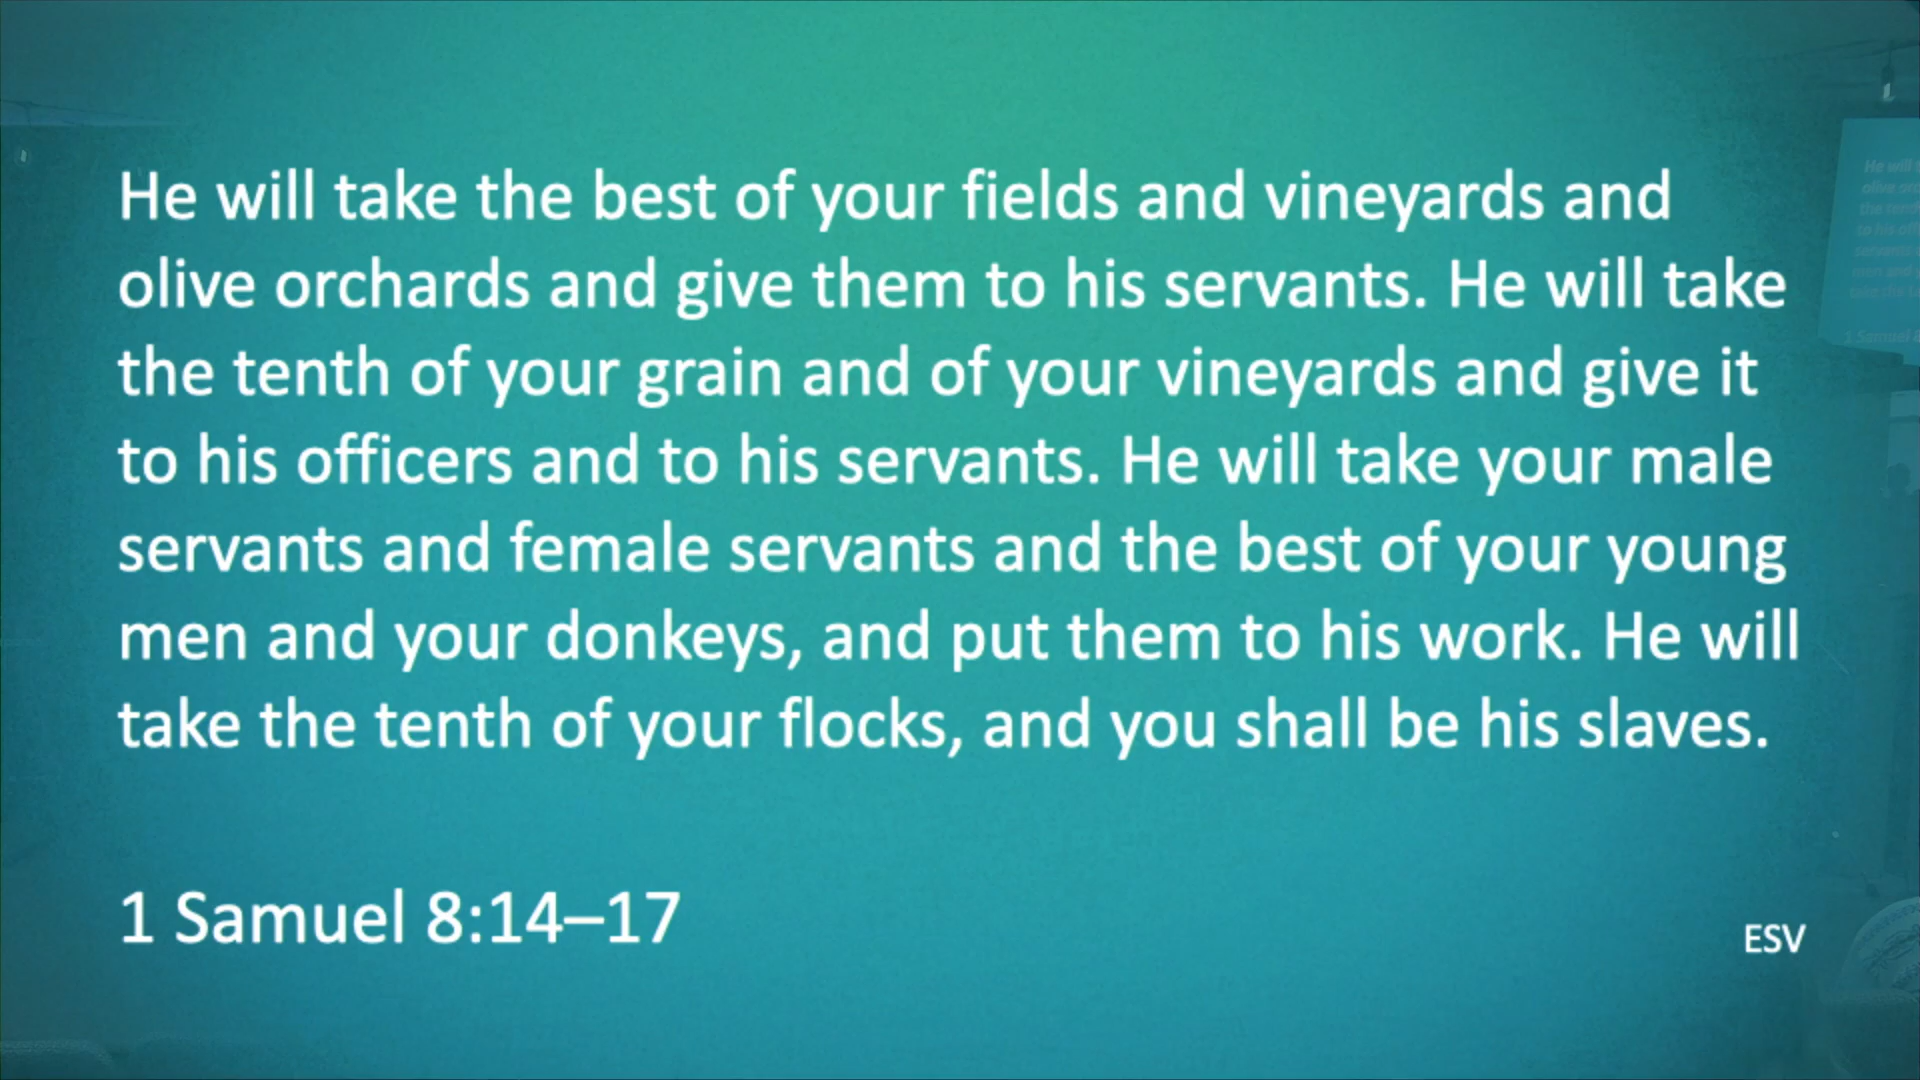 He will take the best of your fields and vineyards and
olive orchards and give them to his servants. He will take
the tenth of your grain and of your vineyards and give it
to his officers and to his servants. He will take your male
servants and female servants and the best of your young
men and your donkeys, and put them to his work. He will
take the tenth of your flocks, and you shall be his slaves.
1 Samuel 8:14–17
ESV